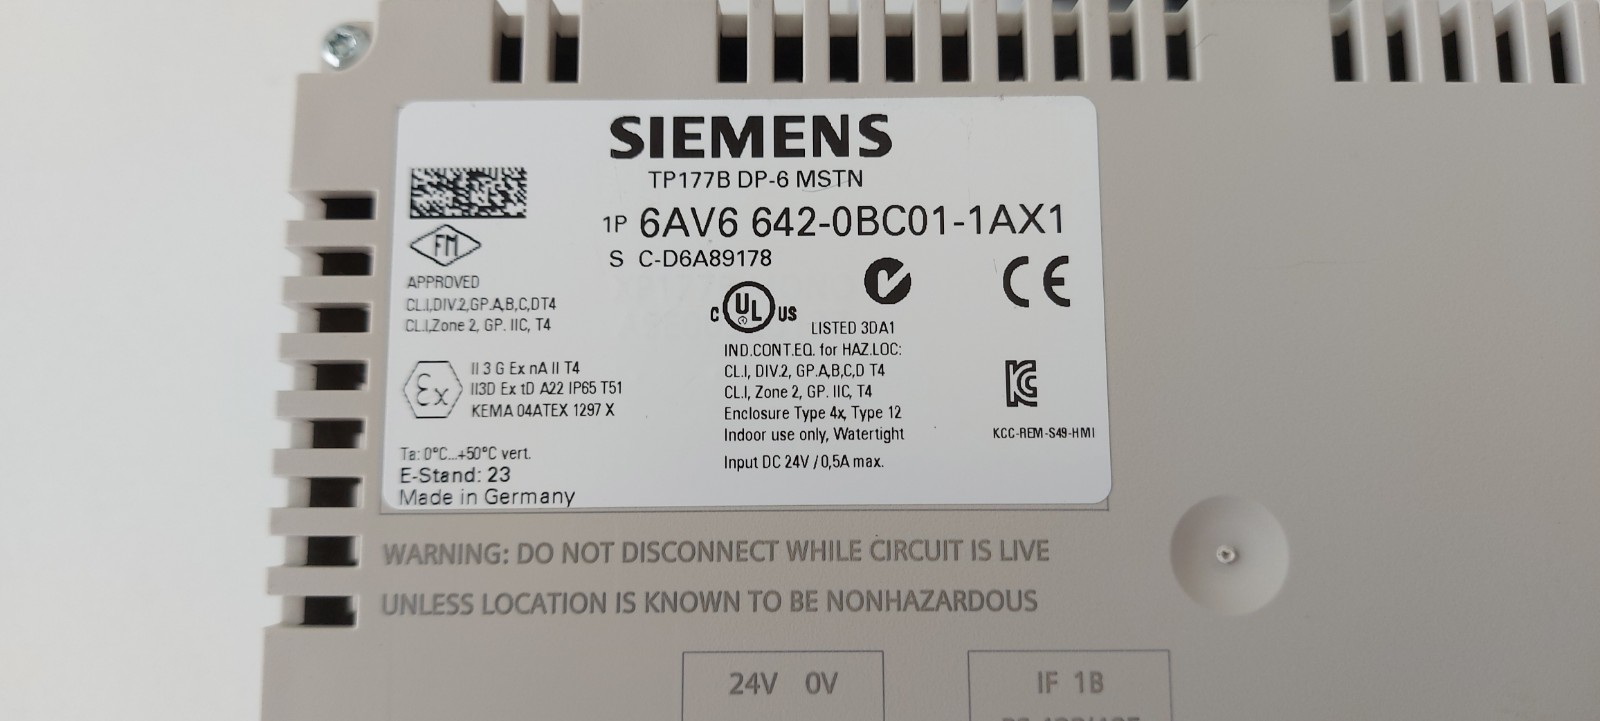 SIEMENS
TP177B DP-6 MSTN
1P 6AV6 642-0BC01-1AX1
S C-D6A89178
FM
APPROVED
CL.I,DIV.2,GP.A,B,C,DT4
CL.I,Zone 2, GP. IIC, T4
Ex
II 3 G Ex nA II T4
II3D Ex tD A22 IP65 T51
KEMA 04ATEX 1297 X
Ta: 0°C...+50°C vert.
E-Stand: 23
Made in Germany
C UL US
LISTED 3DA1
IND.CONT.EQ. for HAZ.LOC:
CL.I, DIV.2, GP.A,B,C,D T4
CL.I, Zone 2, GP. IIC, T4
Enclosure Type 4x, Type 12
Indoor use only, Watertight
Input DC 24V / 0,5A max.
CE
KCC-REM-S49-HMI
WARNING: DO NOT DISCONNECT WHILE CIRCUIT IS LIVE
UNLESS LOCATION IS KNOWN TO BE NONHAZARDOUS
24V 0V
IF 1B